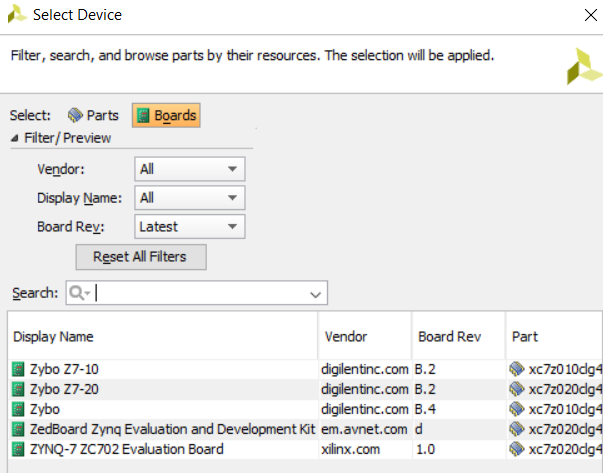 Select Device
Filter, search, and browse parts by their resources. The selection will be applied.
Select: Parts Boards
Filter/Preview
Vendor: All
Display Name: All
Board Rev: Latest
Reset All Filters
Search:
Display Name Vendor Board Rev Part
Zybo Z7-10 digilentinc.com B.2 xc7z010clg4
Zybo Z7-20 digilentinc.com B.2 xc7z020clg4
Zybo digilentinc.com B.4 xc7z010clg4
ZedBoard Zynq Evaluation and Development Kit em.avnet.com d xc7z020clg4
ZYNQ-7 ZC702 Evaluation Board xilinx.com 1.0 xc7z020clg4